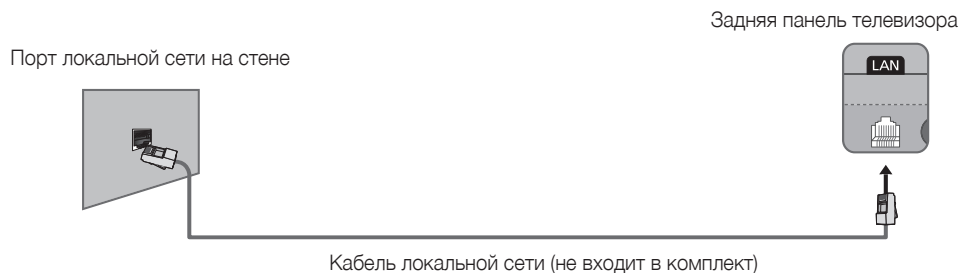 Задняя панель телевизора
Порт локальной сети на стене
LAN
Кабель локальной сети (не входит в комплект)